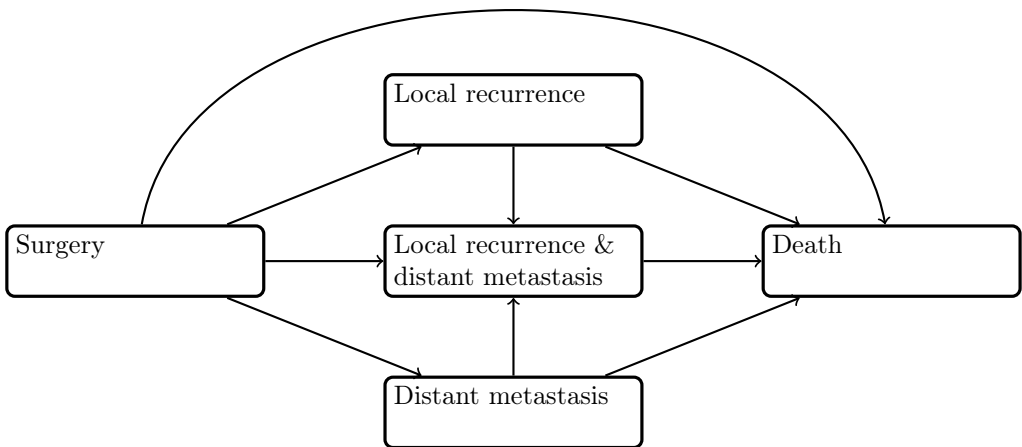 Local recurrence
Surgery
Local recurrence &
distant metastasis
Death
Distant metastasis